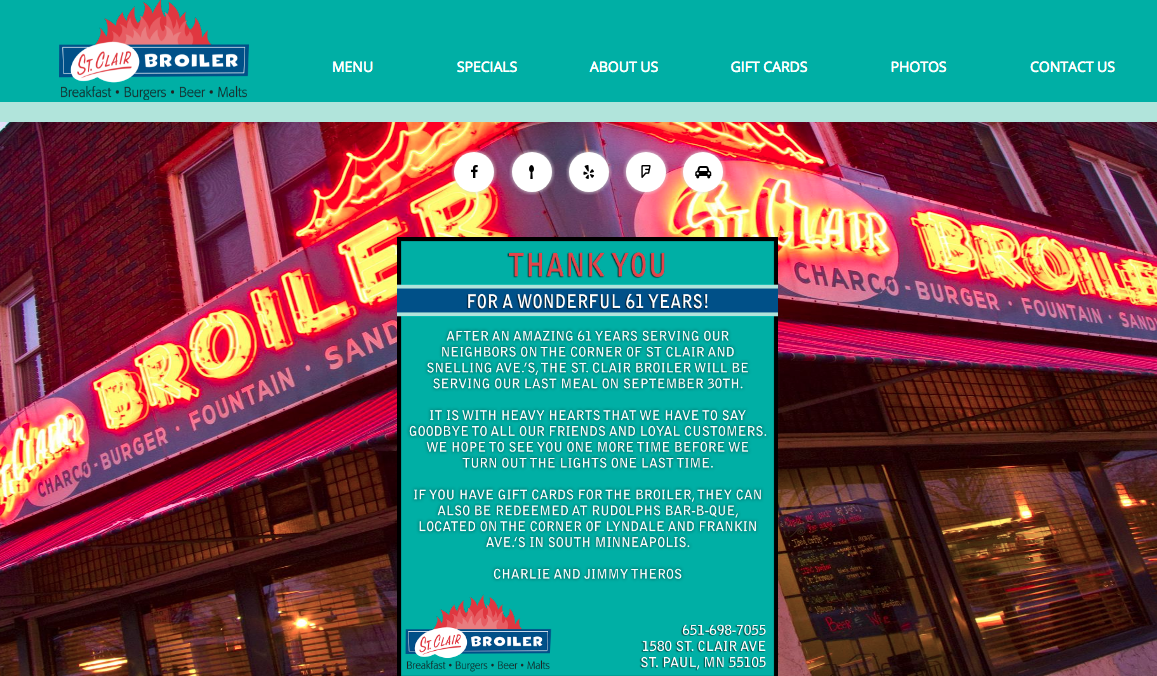 ST. CLAIR BROILER
Breakfast • Burgers • Beer • Malts
MENU SPECIALS ABOUT US GIFT CARDS PHOTOS CONTACT US
ST. CLAIR BROILER
CHARCO-BURGER · FOUNTAIN · SAND
ST. CLAIR BROILE
CHARCO-BURGER · FOUNTAIN · SAND
THANK YOU
FOR A WONDERFUL 61 YEARS!
AFTER AN AMAZING 61 YEARS SERVING OUR
NEIGHBORS ON THE CORNER OF ST CLAIR AND
SNELLING AVE.'S, THE ST. CLAIR BROILER WILL BE
SERVING OUR LAST MEAL ON SEPTEMBER 30TH.
IT IS WITH HEAVY HEARTS THAT WE HAVE TO SAY
GOODBYE TO ALL OUR FRIENDS AND LOYAL CUSTOMERS.
WE HOPE TO SEE YOU ONE MORE TIME BEFORE WE
TURN OUT THE LIGHTS ONE LAST TIME.
IF YOU HAVE GIFT CARDS FOR THE BROILER, THEY CAN
ALSO BE REDEEMED AT RUDOLPHS BAR-B-QUE,
LOCATED ON THE CORNER OF LYNDALE AND FRANKIN
AVE.'S IN SOUTH MINNEAPOLIS.
CHARLIE AND JIMMY THEROS
ST. CLAIR BROILER
Breakfast • Burgers • Beer • Malts
651-698-7055
1580 ST. CLAIR AVE
ST. PAUL, MN 55105